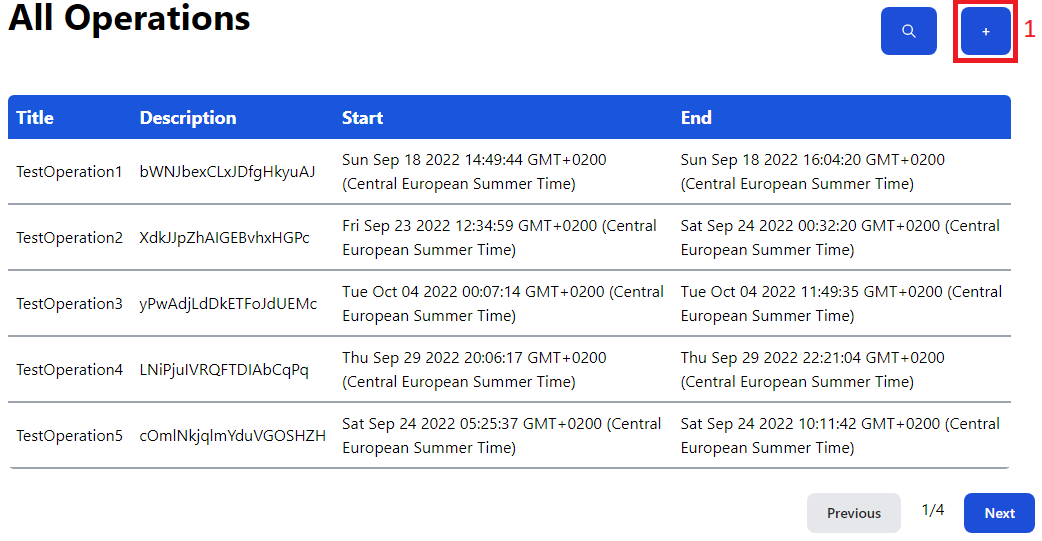 All Operations
+ 1
Title Description Start End
TestOperation1 bWNJbexCLxJDfgHkyuAJ Sun Sep 18 2022 14:49:44 GMT+0200 Sun Sep 18 2022 16:04:20 GMT+0200
(Central European Summer Time) (Central European Summer Time)
TestOperation2 XdkJJpZhAIGEBvhxHGPc Fri Sep 23 2022 12:34:59 GMT+0200 (Central Sat Sep 24 2022 00:32:20 GMT+0200 (Central
European Summer Time) European Summer Time)
TestOperation3 yPwAdjLdDkETFoJdUEMc Tue Oct 04 2022 00:07:14 GMT+0200 (Central Tue Oct 04 2022 11:49:35 GMT+0200 (Central
European Summer Time) European Summer Time)
TestOperation4 LNiPjuIVRQFTDIAbCqPq Thu Sep 29 2022 20:06:17 GMT+0200 Thu Sep 29 2022 22:21:04 GMT+0200
(Central European Summer Time) (Central European Summer Time)
TestOperation5 cOmlNkjqlmYduVGOSHZH Sat Sep 24 2022 05:25:37 GMT+0200 (Central Sat Sep 24 2022 10:11:42 GMT+0200 (Central
European Summer Time) European Summer Time)
Previous 1/4 Next